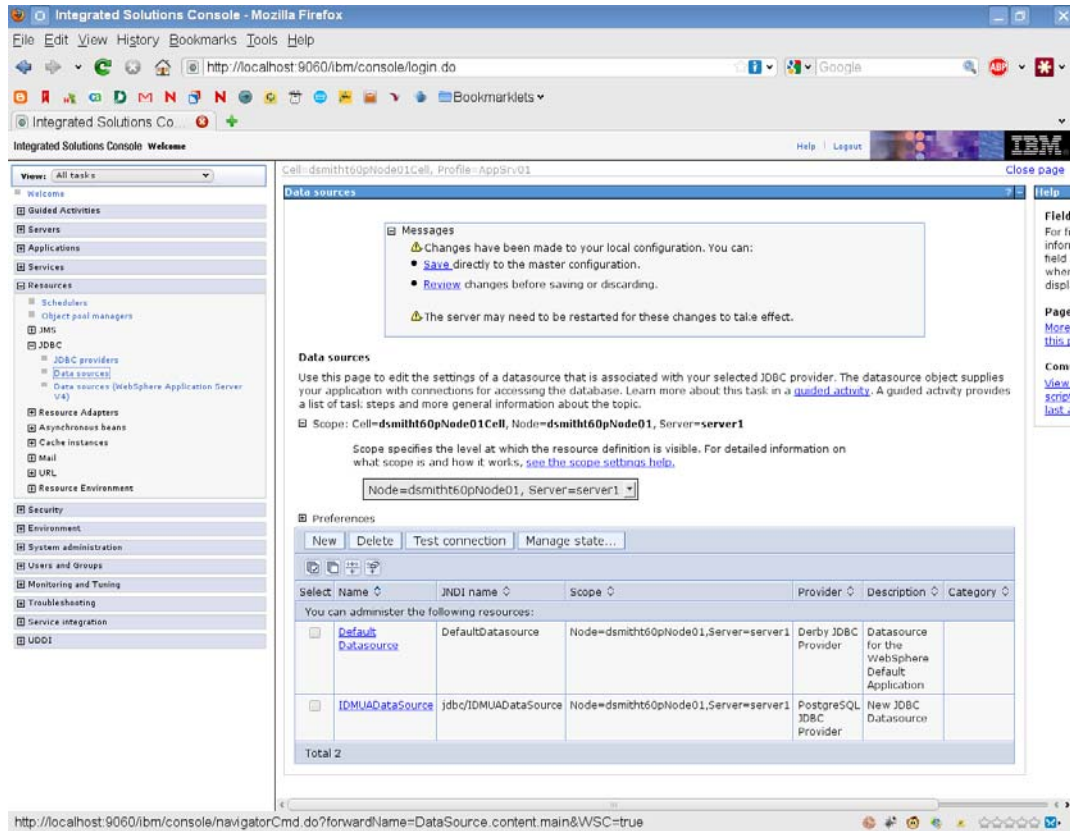 Integrated Solutions Console - Mozilla Firefox
File Edit View History Bookmarks Tools Help
http://localhost:9060/ibm/console/login.do
Google
ABP
Bookmarklets
Integrated Solutions Co...
Integrated Solutions Console Welcome
Help | Logout
IBM.
View: All tasks
Welcome
Guided Activities
Servers
Applications
Services
Resources
Schedulers
Object pool managers
JMS
JDBC
JDBC providers
Data sources
Data sources (WebSphere Application Server
V4)
Resource Adapters
Asynchronous beans
Cache instances
Mail
URL
Resource Environment
Security
Environment
System administration
Users and Groups
Monitoring and Tuning
Troubleshooting
Service integration
UDDI
Cell=dsmitht60pNode01Cell, Profile=AppSrv01
Close page
Data sources
? -
Messages
Changes have been made to your local configuration. You can:
Save directly to the master configuration.
Review changes before saving or discarding.
The server may need to be restarted for these changes to take effect.
Data sources
Use this page to edit the settings of a datasource that is associated with your selected JDBC provider. The datasource object supplies
your application with connections for accessing the database. Learn more about this task in a guided activity. A guided activity provides
a list of task steps and more general information about the topic.
Scope: Cell=dsmitht60pNode01Cell, Node=dsmitht60pNode01, Server=server1
Scope specifies the level at which the resource definition is visible. For detailed information on
what scope is and how it works, see the scope settings help.
Node=dsmitht60pNode01, Server=server1
Preferences
New Delete Test connection Manage state...
Select Name JNDI name Scope Provider Description Category
You can administer the following resources:
Default
Datasource
DefaultDatasource
Node=dsmitht60pNode01,Server=server1
Derby JDBC
Provider
Datasource
for the
WebSphere
Default
Application
IDMUADataSource
jdbc/IDMUADataSource
Node=dsmitht60pNode01,Server=server1
PostgreSQL
JDBC
Provider
New JDBC
Datasource
Total 2
Help
Field
For f
infor
field
wher
displ
Page
More
this p
Com
View
script
last a
http://localhost:9060/ibm/console/navigatorCmd.do?forwardName=DataSource.content.main&WSC=true